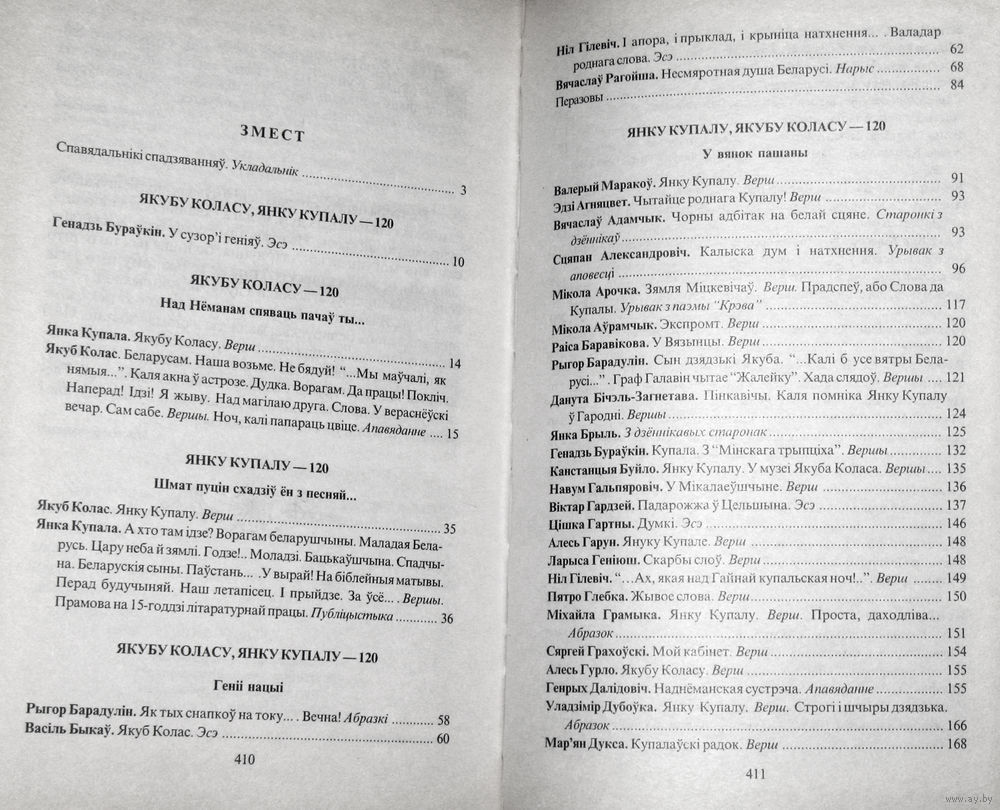 ЗМЕСТ
Спавядальнікі спадзяванняў. Укладальнік ........ 3
ЯКУБУ КОЛАСУ, ЯНКУ КУПАЛУ — 120
Генадзь Бураўкін. У сузор’і геніяў. Эсэ ........ 10
ЯКУБУ КОЛАСУ — 120
Над Нёманам спяваць пачаў ты...
Янка Купала. Якубу Коласу. Верш ........ 14
Якуб Колас. Беларусам. Наша возьме. Не бядуй! “...Мы маўчалі, як
нямыя...”. Каля акна ў астрозе. Дудка. Ворагам. Да працы! Покліч.
Наперад! Ідзі! Я жыву. Над магілаю друга. Слова. У вераснёўскі
вечар. Сам сабе. Вершы. Ноч, калі папараць цвіце. Апавяданне .... 15
ЯНКУ КУПАЛУ — 120
Шмат пуцін схадзіў ён з песняй...
Якуб Колас. Янку Купалу. Верш ........ 35
Янка Купала. А хто там ідзе? Ворагам беларушчыны. Маладая Бела-
русь. Цару неба й зямлі. Годзе!.. Моладзі. Бацькаўшчына. Спадчы-
на. Беларускія сыны. Паўстань... .У вырай! На біблейныя матывы.
Перад будучыняй. Наш летапісец. І прыйдзе. За ўсё... . Вершы.
Прамова на 15-годдзі літаратурнай працы. Публіцыстыка ........ 36
ЯКУБУ КОЛАСУ, ЯНКУ КУПАЛУ — 120
Геніі нацыі
Рыгор Барадулін. Як тых снапкоў на току... . Вечна! Абразкі ........ 58
Васіль Быкаў. Якуб Колас. Эсэ ........ 60
410
Ніл Гілевіч. І апора, і прыклад, і крыніца натхнення... . Валадар
роднага слова. Эсэ ........ 62
Вячаслаў Рагойша. Несмяротная душа Беларусі. Нарыс ........ 68
Перазовы ........ 84
ЯНКУ КУПАЛУ, ЯКУБУ КОЛАСУ — 120
У вянок пашаны
Валерый Маракоў. Янку Купалу. Верш ........ 91
Эдзі Агняцвет. Чытайце роднага Купалу! Верш ........ 93
Вячаслаў Адамчык. Чорны адбітак на белай сцяне. Старонкі з
дзённікаў ........ 93
Сцяпан Александровіч. Калыска дум і натхнення. Урывак з
аповесці ........ 96
Мікола Арочка. Зямля Міцкевічаў. Верш. Прадспеў, або Слова да
Купалы. Урывак з паэмы “Крэва” ........ 117
Мікола Аўрамчык. Экспромт. Верш ........ 120
Раіса Баравікова. У Вязынцы. Верш ........ 120
Рыгор Барадулін. Сын дзядзькі Якуба. “...Калі б усе вятры Бела-
русі...” . Граф Галавін чытае “Жалейку”. Хада слядоў. Вершы .... 121
Данута Бічэль-Загнетава. Пінкавічы. Каля помніка Янку Купалу
ў Гародні. Вершы ........ 124
Янка Брыль. З дзённікавых старонак ........ 125
Генадзь Бураўкін. Купала. З “Мінскага трыпціха”. Вершы ........ 132
Канстанцыя Буйло. Янку Купалу. У музеі Якуба Коласа. Вершы.... 135
Навум Гальпяровіч. У Мікалаеўшчыне. Верш ........ 136
Віктар Гардзей. Падарожжа ў Цельшына. Эсэ ........ 137
Цішка Гартны. Думкі. Эсэ ........ 146
Алесь Гарун. Януку Купале. Верш ........ 148
Ларыса Геніюш. Скарбы слоў. Верш ........ 148
Ніл Гілевіч. “...Ах, якая над Гайнай купальская ноч!..”. Верш ........ 149
Пятро Глебка. Жывое слова. Верш ........ 150
Міхайла Грамыка. Янку Купалу. Верш. Проста, даходліва...
Абразок ........ 151
Сяргей Грахоўскі. Мой кабінет. Верш ........ 154
Алесь Гурло. Якубу Коласу. Верш ........ 155
Генрых Далідовіч. Наднёманская сустрэча. Апавяданне ........ 155
Уладзімір Дубоўка. Янку Купалу. Верш. Строгі і шчыры дзядзька.
Абразок ........ 166
Мар’ян Дукса. Купалаўскі радок. Верш ........ 168
411
www.ay.by